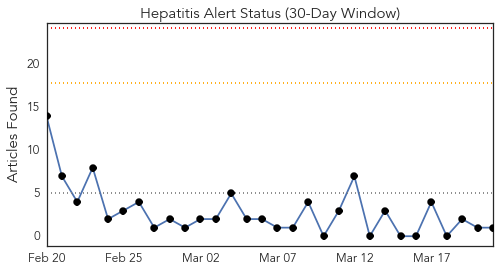 Hepatitis Alert Status (30-Day Window)
Articles Found
20
15
10
5
0
Feb 20 Feb 25 Mar 02 Mar 07 Mar 12 Mar 17